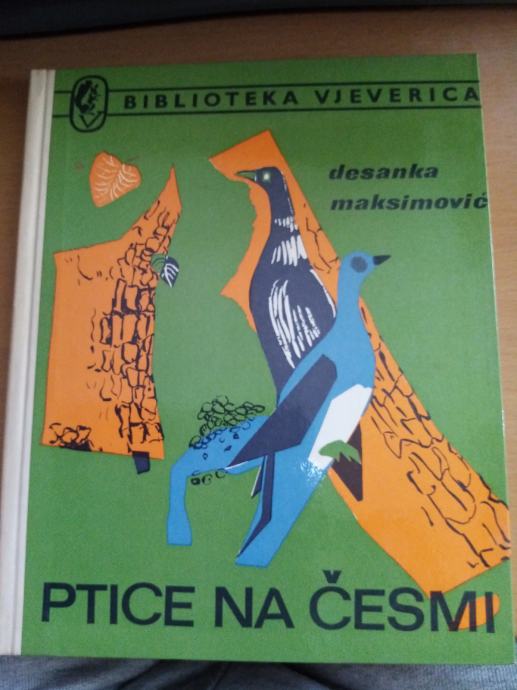 BIBLIOTEKA VJEVERICA
desanka
maksimović
PTICE NA ČESMI